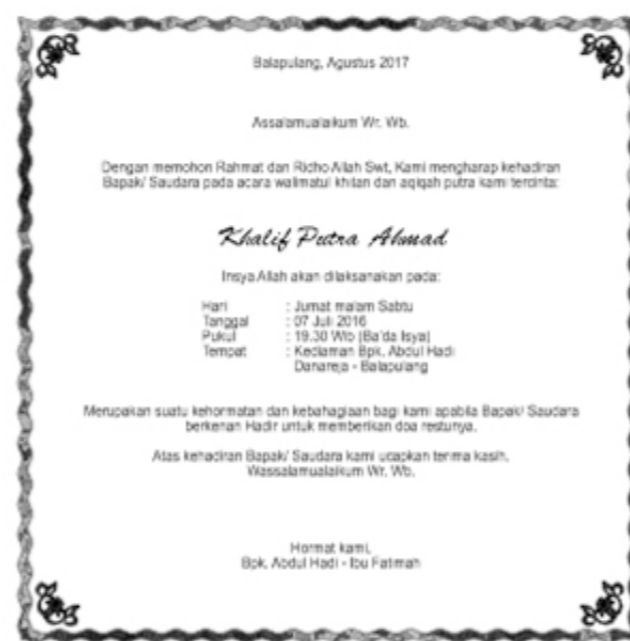 Balapulang, Agustus 2017
Assalamualaikum Wr. Wb.
Dengan memohon Rahmat dan Ridho Allah Swt, Kami mengharap kehadiran
Bapak/ Saudara pada acara walimatul khitan dan aqiqah putra kami tercinta:
Khalif Putra Ahmad
Insya Allah akan dilaksanakan pada:
Hari : Jumat malam Sabtu
Tanggal : 07 Juli 2016
Pukul : 19.30 Wib (Ba'da Isya)
Tempat : Kediaman Bpk. Abdul Hadi
Danareja - Balapulang
Merupakan suatu kehormatan dan kebahagiaan bagi kami apabila Bapak/ Saudara
berkenan Hadir untuk memberikan doa restunya.
Atas kehadiran Bapak/ Saudara kami ucapkan terima kasih.
Wassalamualaikum Wr. Wb.
Hormat kami,
Bpk. Abdul Hadi - Ibu Fatimah